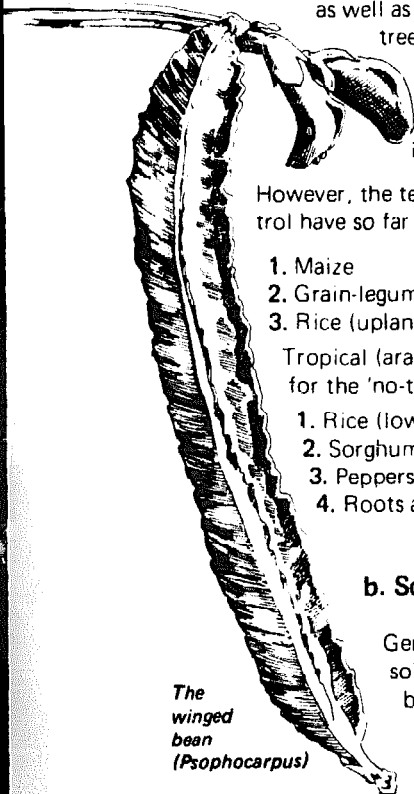 as well as
tree
However, the te
trol have so far
1. Maize
2. Grain-legum
3. Rice (uplan
Tropical (ara
for the 'no-t
1. Rice (low
2. Sorghum
3. Peppers
4. Roots a
b. So
Ger
so
b
The
winged
bean
(Psophocarpus)